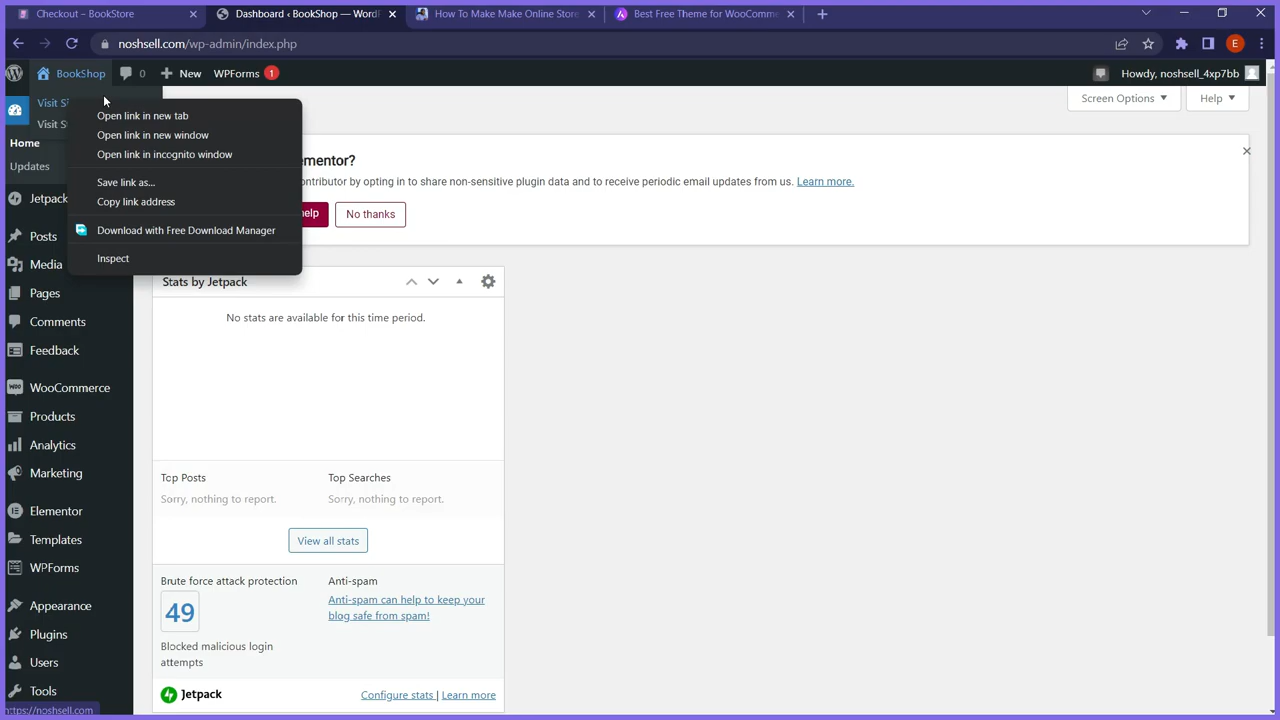 Checkout – BookStore
Dashboard ‹ BookShop — WordP
How To Make Make Online Store
Best Free Theme for WooComme
noshsell.com/wp-admin/index.php
E
BookShop
0
New
WPForms 1
Howdy, noshsell_4xp7bb
Visit Si
Visit St
Screen Options
Help
Open link in new tab
Open link in new window
Open link in incognito window
Save link as...
Copy link address
Download with Free Download Manager
Inspect
Home
Updates
Jetpack
Posts
Media
Pages
Comments
Feedback
WooCommerce
Products
Analytics
Marketing
Elementor
Templates
WPForms
Appearance
Plugins
Users
Tools
https://noshsell.com
ementor?
ontributor by opting in to share non-sensitive plugin data and to receive periodic email updates from us. Learn more.
help
No thanks
Stats by Jetpack
No stats are available for this time period.
Top Posts
Top Searches
Sorry, nothing to report.
Sorry, nothing to report.
View all stats
Brute force attack protection
49
Blocked malicious login
attempts
Anti-spam
Anti-spam can help to keep your
blog safe from spam!
Jetpack
Configure stats | Learn more